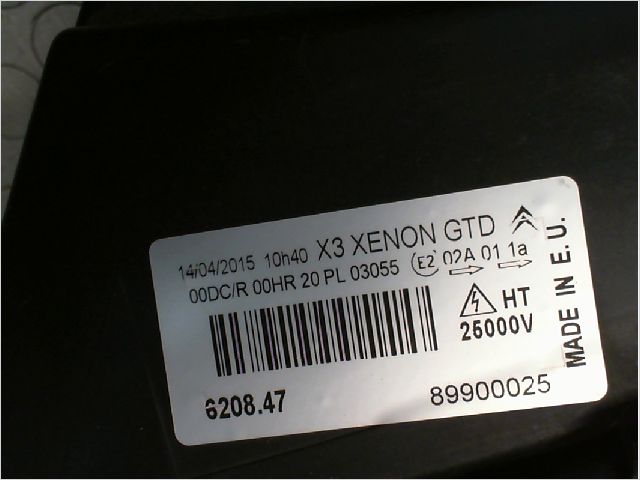 14/04/2015 10h40 X3 XENON GTD
00DC/R 00HR 20 PL 03055 E2 02A 01 1a
HT
25000V
6208.47
89900025
MADE IN E.U.